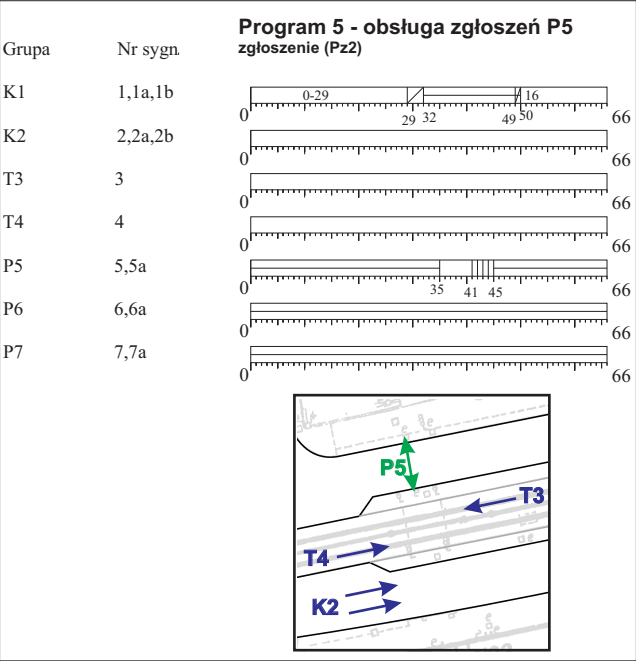 Program 5 - obsługa zgłoszeń P5
zgłoszenie (Pz2)
Grupa Nr sygn.
K1 1,1a,1b 0-29 16
0 29 32 49 50 66
K2 2,2a,2b
0 66
T3 3
0 66
T4 4
0 66
P5 5,5a
0 35 41 45 66
P6 6,6a
0 66
P7 7,7a
0 66
P5
T3
T4
K2